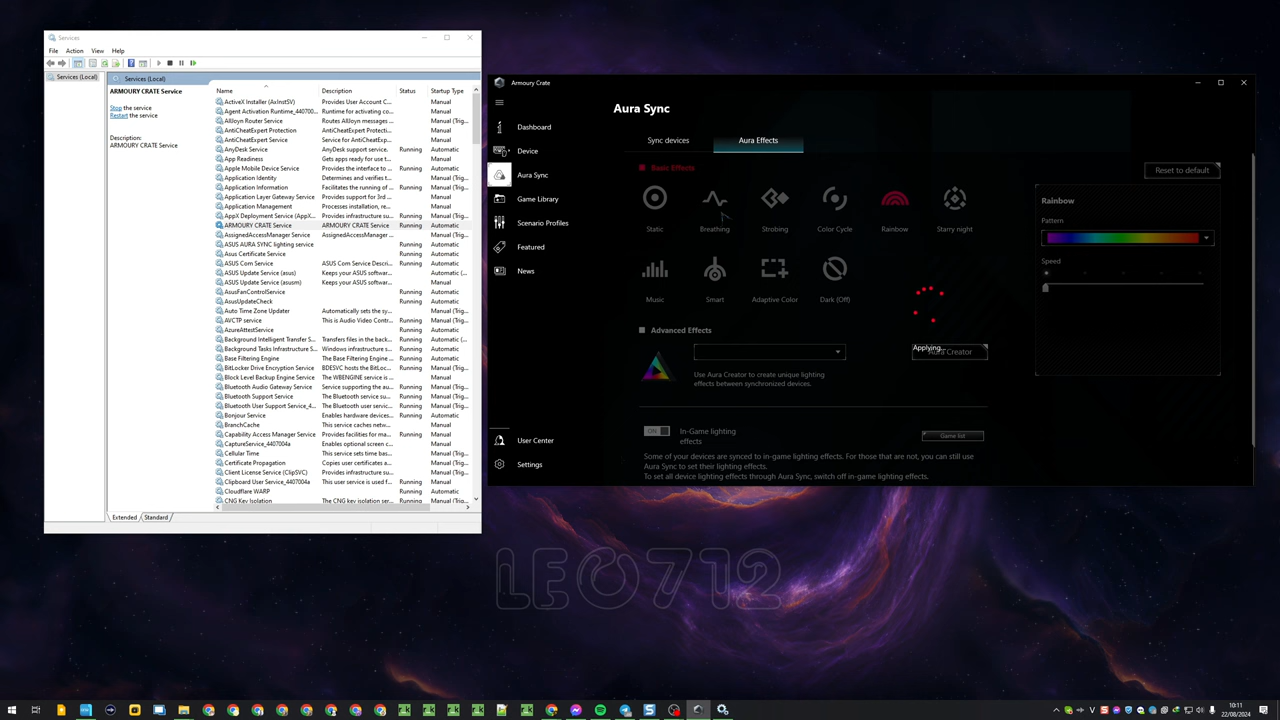 Services
File Action View Help
Services (Local)
Services (Local)
ARMOURY CRATE Service
Stop the service
Restart the service
Description:
ARMOURY CRATE Service
Name Description Status Startup Type
ActiveX Installer (AxInstSV) Provides User Account C... Manual
Agent Activation Runtime_440700... Runtime for activating co... Manual
AllJoyn Router Service Routes AllJoyn messages... Manual (Trig...
AntiCheatExpert Protection AntiCheatExpert Protecti... Manual
AntiCheatExpert Service Service for AntiCheatExp... Manual
AnyDesk Service AnyDesk support service. Running Automatic
App Readiness Gets apps ready for use t... Manual
Apple Mobile Device Service Provides the interface to ... Running Automatic
Application Identity Determines and verifies t... Manual (Trig...
Application Information Facilitates the running of ... Running Manual (Trig...
Application Layer Gateway Service Provides support for 3rd ... Manual
Application Management Processes installation, re... Manual
AppX Deployment Service (AppX... Provides infrastructure su... Running Manual (Trig...
ARMOURY CRATE Service ARMOURY CRATE Service Running Automatic
AssignedAccessManager Service AssignedAccessManager ... Manual (Trig...
ASUS AURA SYNC lighting service Running Automatic
Asus Certificate Service Running Automatic
ASUS Com Service ASUS Com Service Descri... Running Automatic
ASUS Update Service (asus) Keeps your ASUS softwar... Automatic (...
ASUS Update Service (asusm) Keeps your ASUS softwar... Manual
AsusFanControlService Running Automatic
AsusUpdateCheck Running Automatic
Auto Time Zone Updater Automatically sets the sy... Manual (Trig...
AVCTP service This is Audio Video Contr... Running Manual (Trig...
AzureAttestService Running Automatic
Background Intelligent Transfer S... Transfers files in the back... Running Manual
Background Tasks Infrastructure S... Windows infrastructure s... Running Automatic
Base Filtering Engine The Base Filtering Engine ... Running Automatic
BitLocker Drive Encryption Service BDESVC hosts the BitLoc... Running Manual (Trig...
Block Level Backup Engine Service The WBENGINE service is ... Manual
Bluetooth Audio Gateway Service Service supporting the au... Running Manual (Trig...
Bluetooth Support Service The Bluetooth service sup... Running Manual (Trig...
Bluetooth User Support Service_4... The Bluetooth user servic... Running Manual (Trig...
Bonjour Service Enables hardware devices... Running Automatic
BranchCache This service caches netw... Manual
Capability Access Manager Service Provides facilities for ma... Running Manual
CaptureService_4407004a Enables optional screen c... Manual
Cellular Time This service sets time bas... Manual (Trig...
Certificate Propagation Copies user certificates a... Manual (Trig...
Client License Service (ClipSVC) Provides infrastructure su... Manual (Trig...
Clipboard User Service_4407004a This user service is used f... Running Manual
Cloudflare WARP Running Automatic
CNG Key Isolation The CNG key isolation ser... Running Manual (Trig...
Extended Standard
Armoury Crate
Dashboard
Device
Aura Sync
Game Library
Scenario Profiles
Featured
News
User Center
Settings
Aura Sync
Sync devices Aura Effects
Reset to default
Basic Effects
Static Breathing Strobing Color Cycle Rainbow Starry night
Music Smart Adaptive Color Dark (Off)
Rainbow
Pattern
Speed
Applying...
Advanced Effects
Aura Creator
Use Aura Creator to create unique lighting
effects between synchronized devices.
ON In-Game lighting
effects
Game list
Some of your devices are synced to in-game lighting effects. For those that are not, you can still use
Aura Sync to set their lighting effects.
To set all device lighting effects through Aura Sync, switch off in-game lighting effects.
LEO712
10:11
22/08/2024